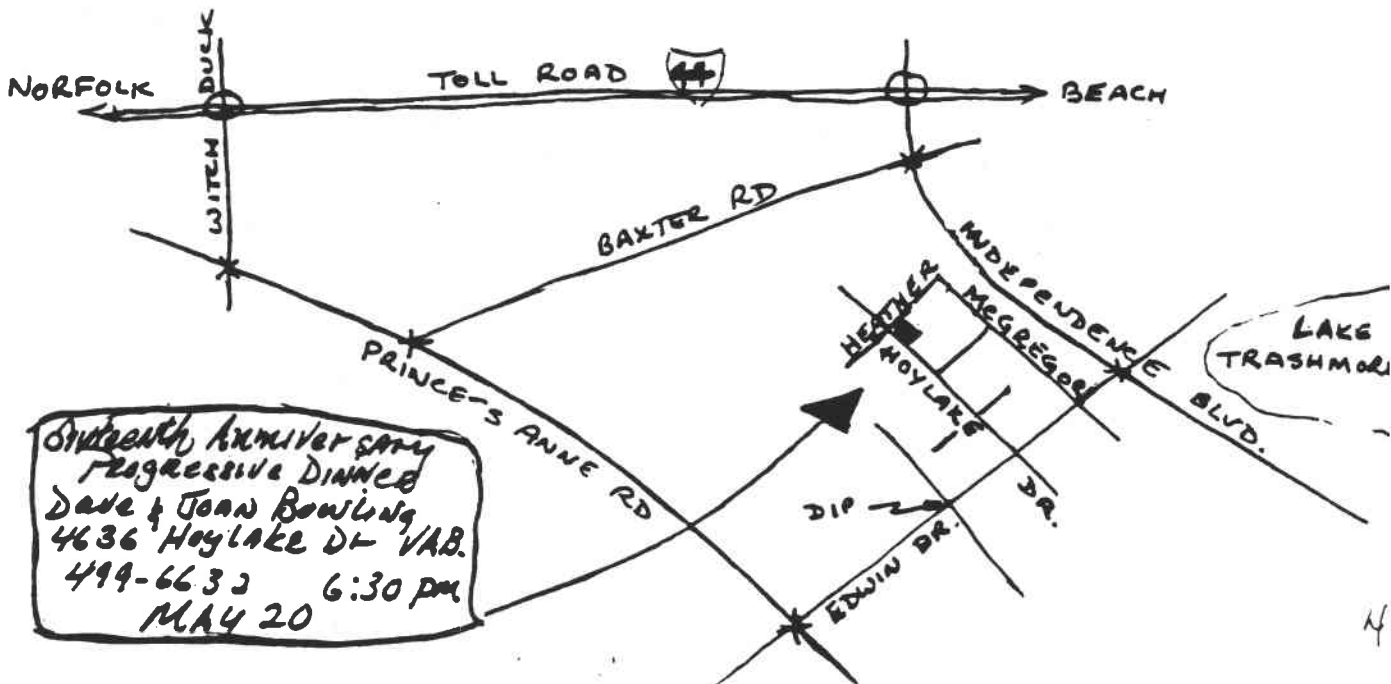 NORFOLK
WITCH DUCK
TOLL ROAD
44
BEACH
BAXTER RD
INDEPENDENCE BLVD.
HEATHER
McGREGOR
HOYLAKE DR.
LAKE
TRASHMORE
PRINCE-S ANNE RD
DIP
EDWIN DR.
Anniversary
Progressive Dinner
Dave & Joan Bowling
4636 Hoylake Dr VAB.
499-6632 6:30 pm
MAY 20